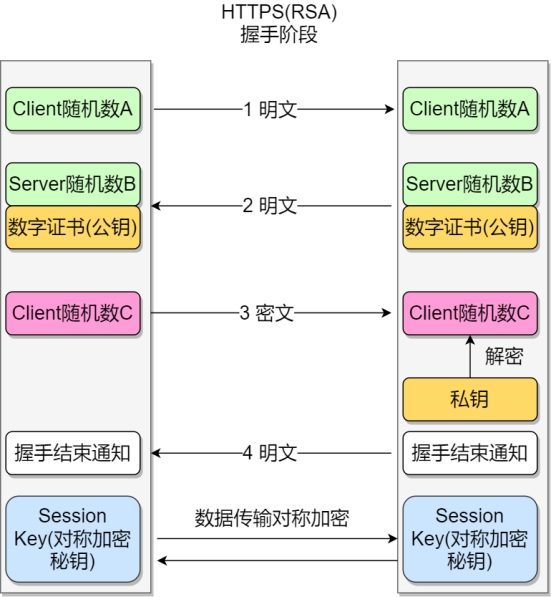 HTTPS(RSA)
握手阶段
Client随机数A
1 明文
Client随机数A
Server随机数B
数字证书(公钥)
2 明文
Server随机数B
数字证书(公钥)
Client随机数C
3 密文
Client随机数C
解密
私钥
握手结束通知
4 明文
握手结束通知
Session
Key(对称加密
秘钥)
数据传输对称加密
Session
Key(对称加密
秘钥)